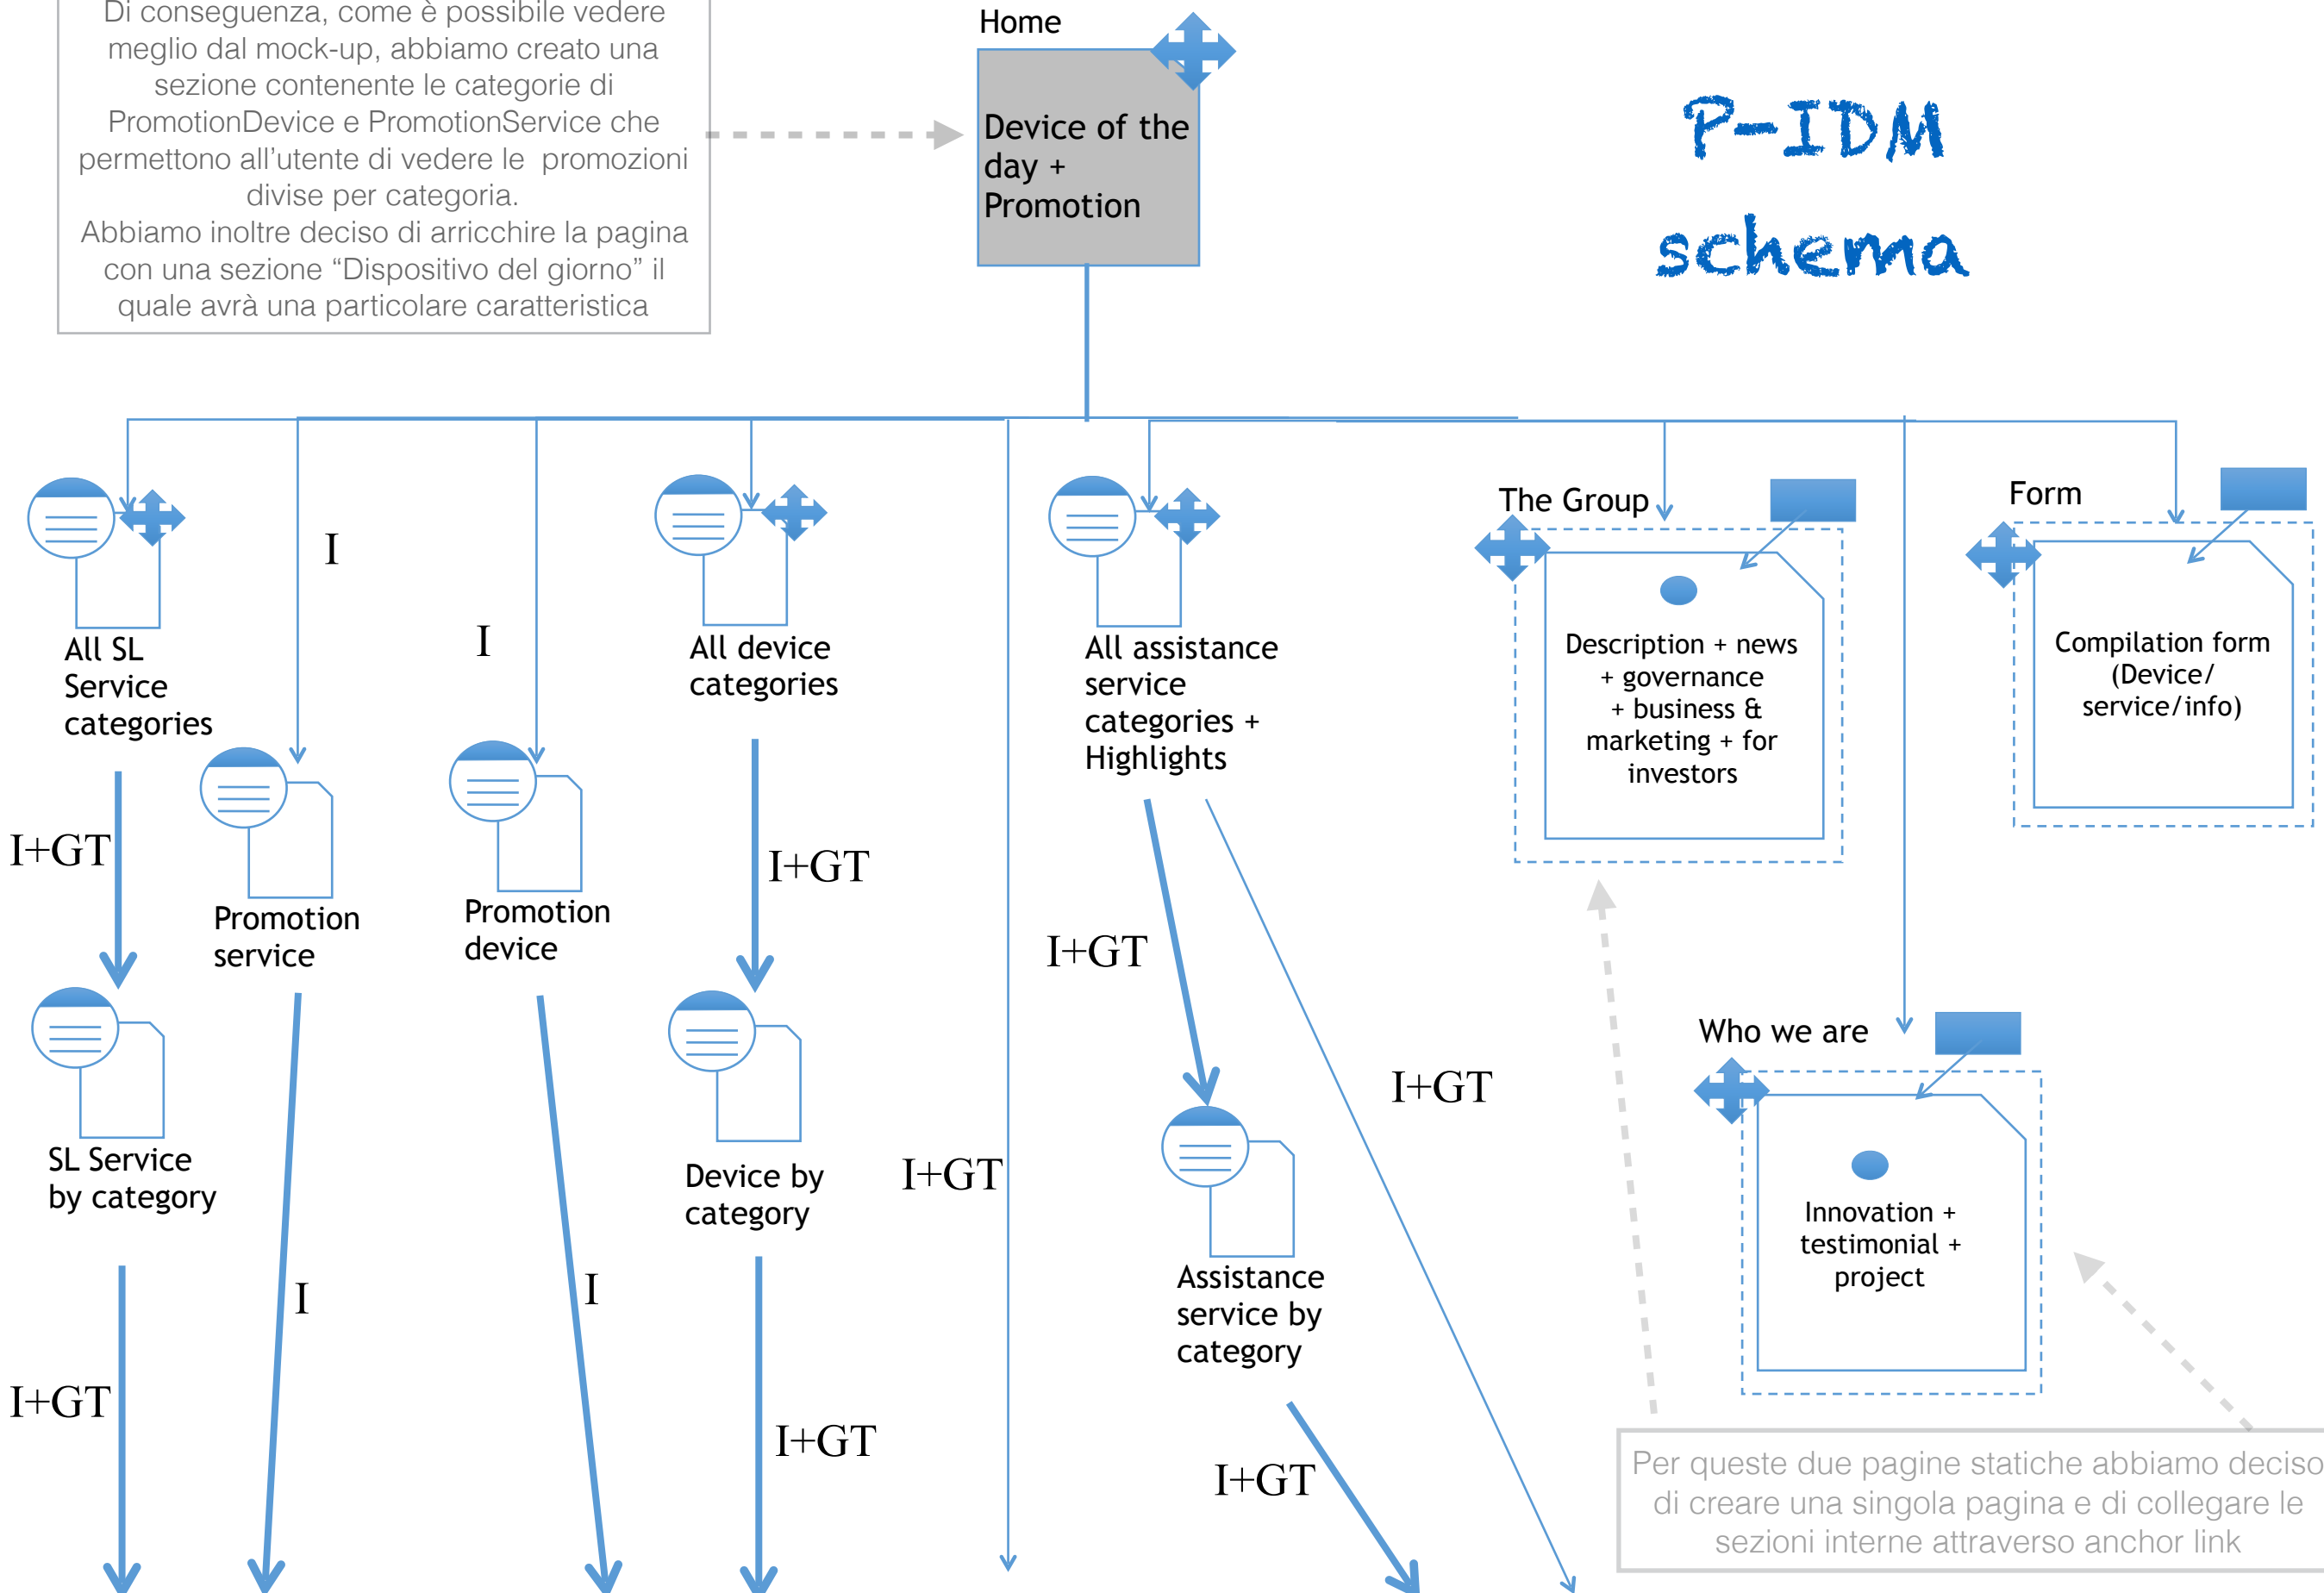 Di conseguenza, come è possibile vedere
meglio dal mock-up, abbiamo creato una
sezione contenente le categorie di
PromotionDevice e PromotionService che
permettono all'utente di vedere le promozioni
divise per categoria.
Abbiamo inoltre deciso di arricchire la pagina
con una sezione “Dispositivo del giorno” il
quale avrà una particolare caratteristica
Home
Device of the
day +
Promotion
P-IDM
schema
All SL
Service
categories
I
I
All device
categories
All assistance
service
categories +
Highlights
The Group
Description + news
+ governance
+ business &
marketing + for
investors
Form
Compilation form
(Device/
service/info)
I+GT
Promotion
service
Promotion
device
I+GT
I+GT
I+GT
SL Service
by category
Device by
category
I+GT
Assistance
service by
category
Who we are
Innovation +
testimonial +
project
I
I
I+GT
I+GT
I+GT
Per queste due pagine statiche abbiamo deciso
di creare una singola pagina e di collegare le
sezioni interne attraverso anchor link